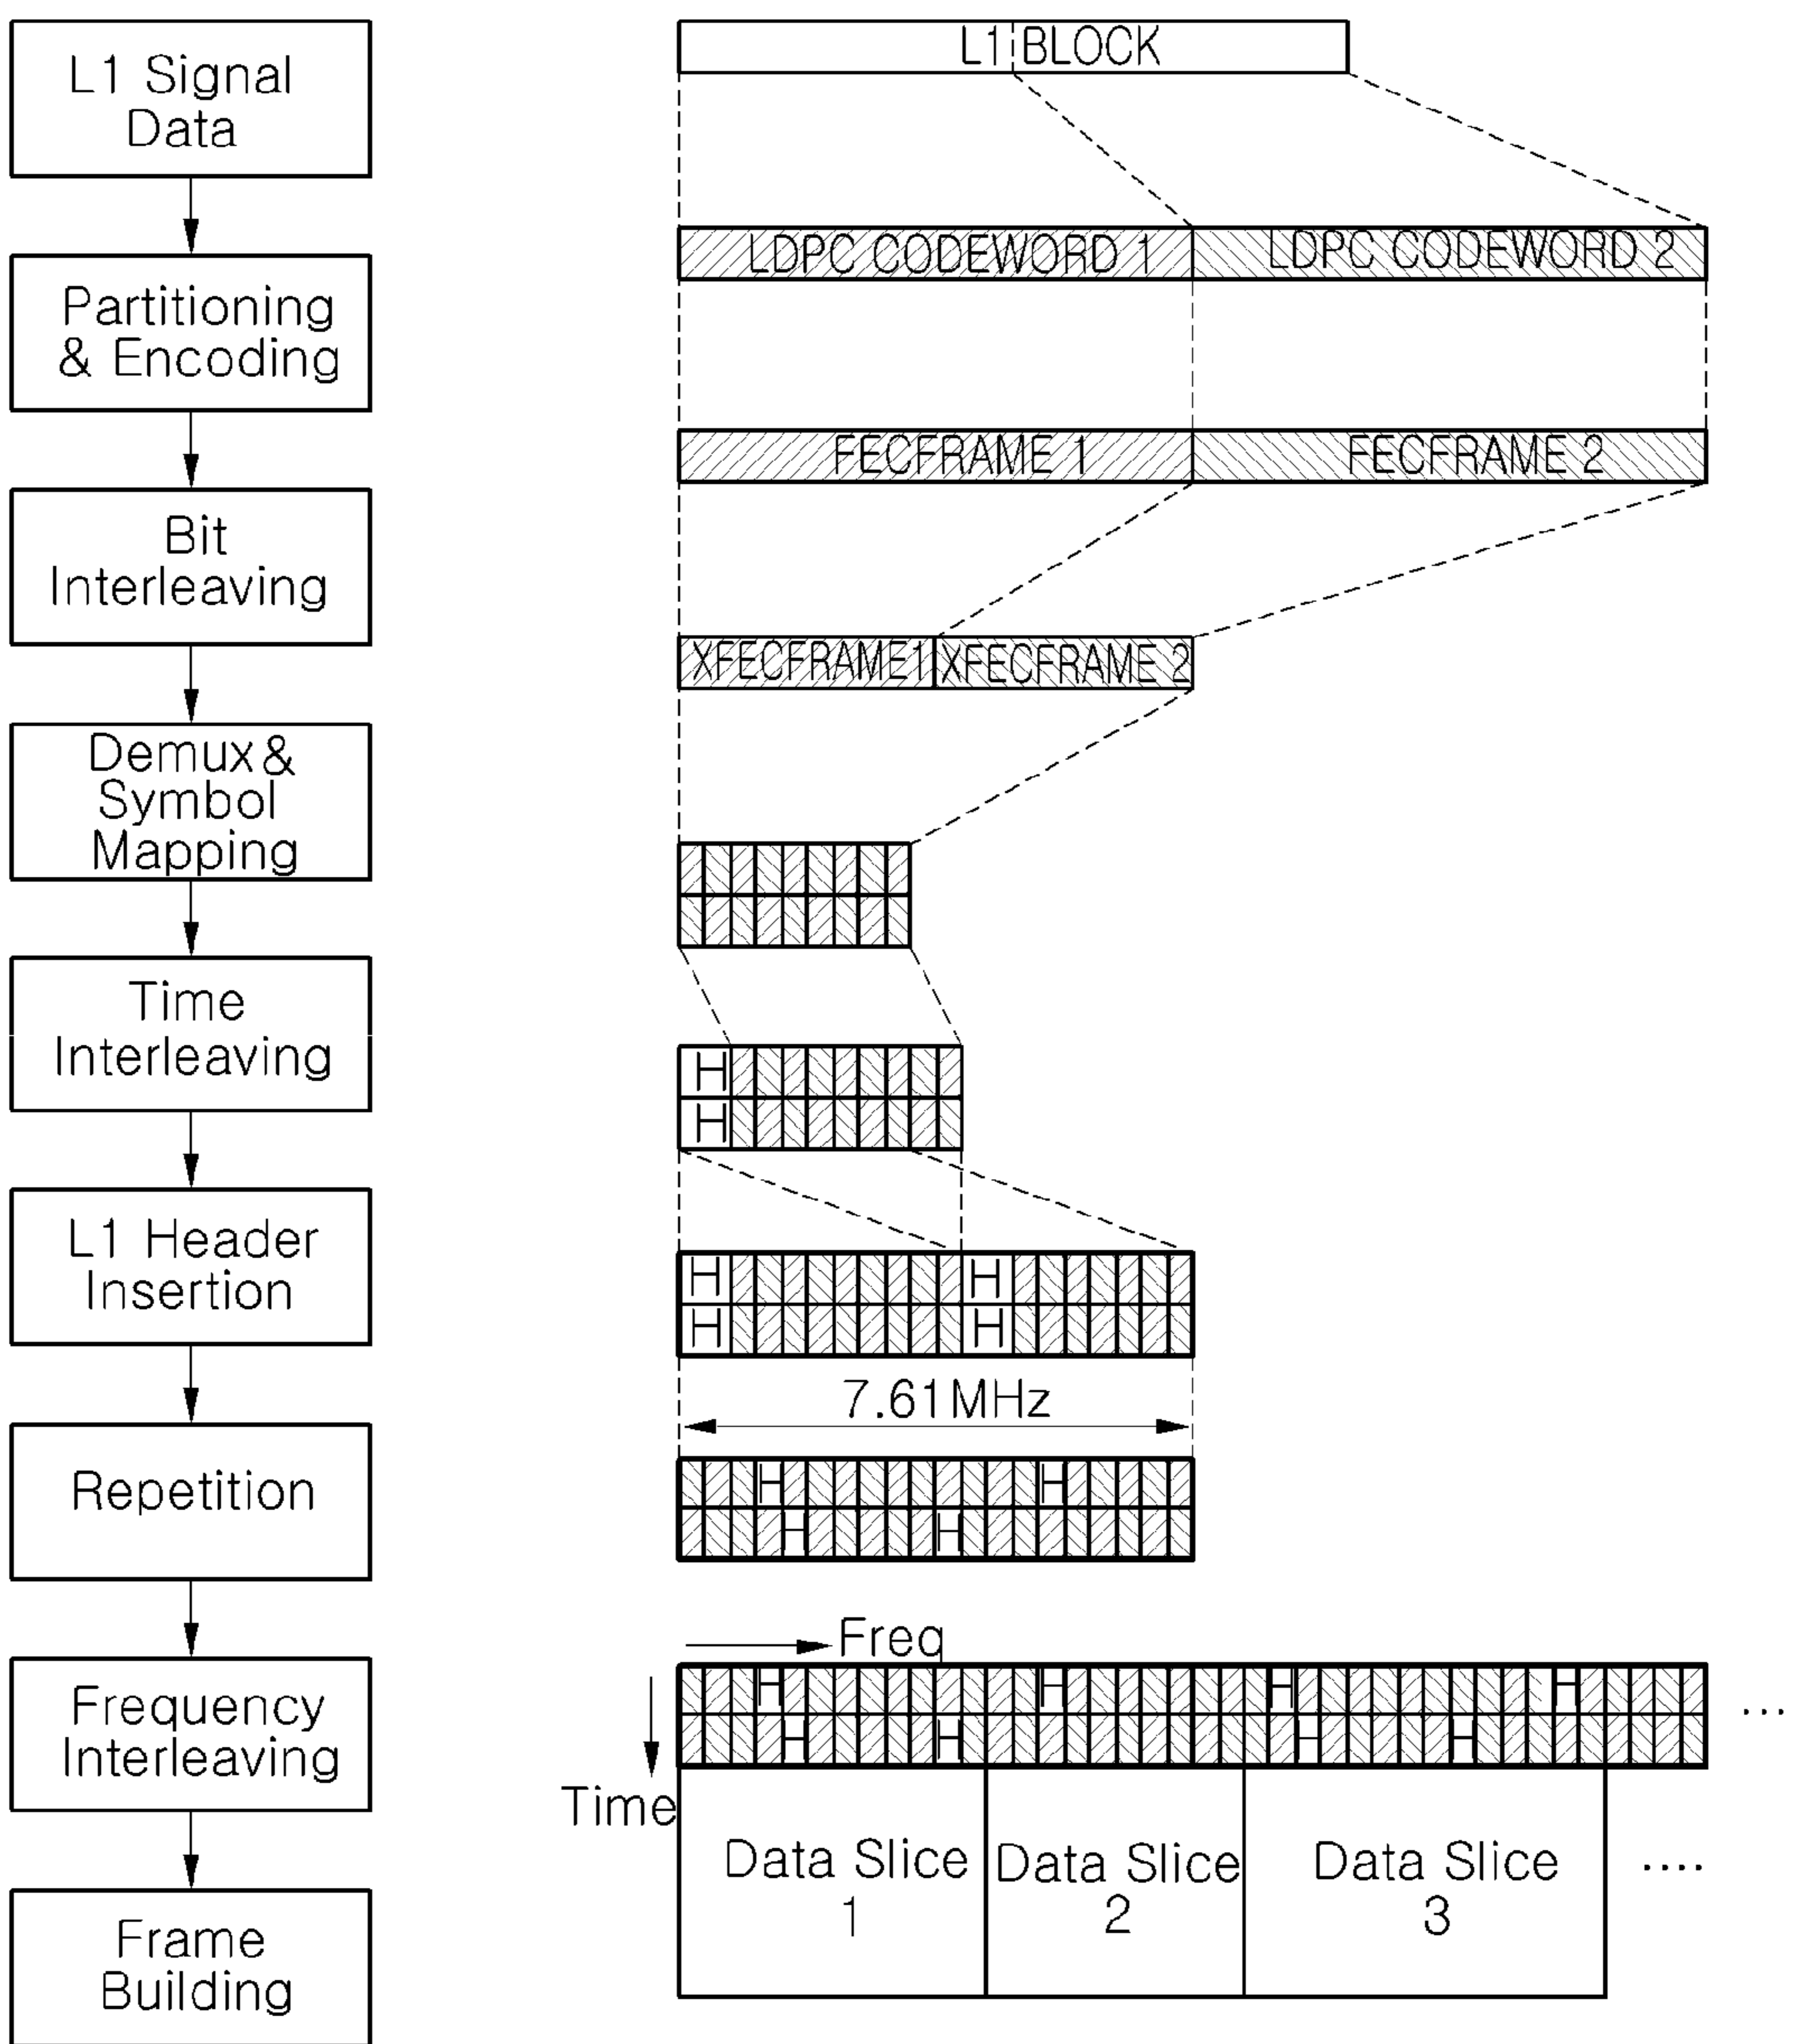 L1 Signal
Data
Partitioning
& Encoding
Bit
Interleaving
Demux&
Symbol
Mapping
Time
Interleaving
L1 Header
Insertion
Repetition
Frequency
Interleaving
Frame
Building
L1 BLOCK
LDPC CODEWORD 1
LDPC CODEWORD 2
FECFRAME 1
FECFRAME 2
XFECFRAME1
XFECFRAME 2
H
H
H H
H H
7.61MHz
H H
H H
Freq
H H H H
H H H H
...
Time
Data Slice
1
Data Slice
2
Data Slice
3
....